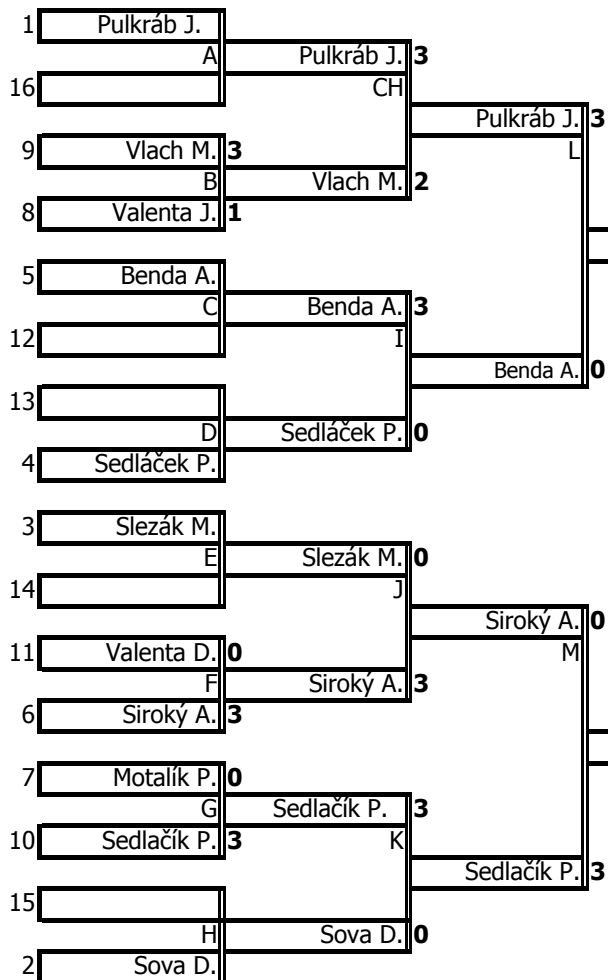 1 Pulkráb J.
A Pulkráb J. 3
16 CH
Pulkráb J. 3
9 Vlach M. 3 L
B Vlach M. 2
8 Valenta J. 1
5 Benda A.
C Benda A. 3
12 I
Benda A. 0
13
D Sedláček P. 0
4 Sedláček P.
3 Slezák M.
E Slezák M. 0
14 J
Siroký A. 0
11 Valenta D. 0 M
F Siroký A. 3
6 Siroký A. 3
7 Motalík P. 0
G Sedlačík P. 3
10 Sedlačík P. 3 K
Sedlačík P. 3
15
H Sova D. 0
2 Sova D.